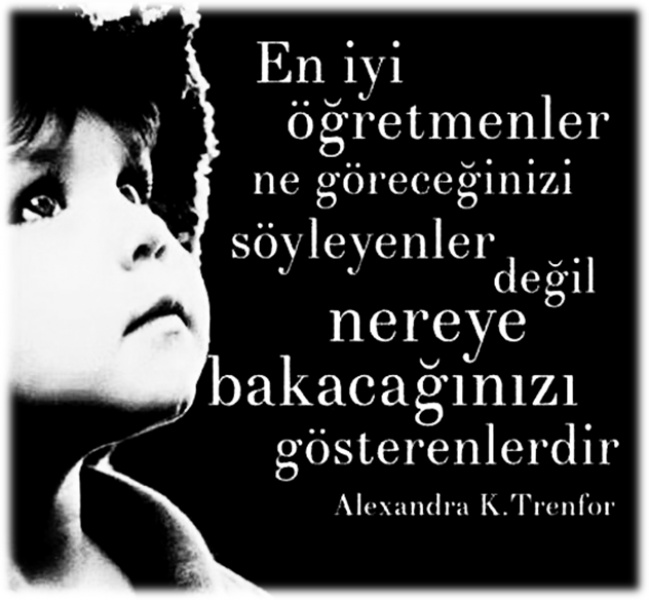 En iyi
öğretmenler
ne göreceğinizi
söyleyenler
değil
nereye
bakacağınızı
gösterenlerdir
Alexandra K.Trenfor